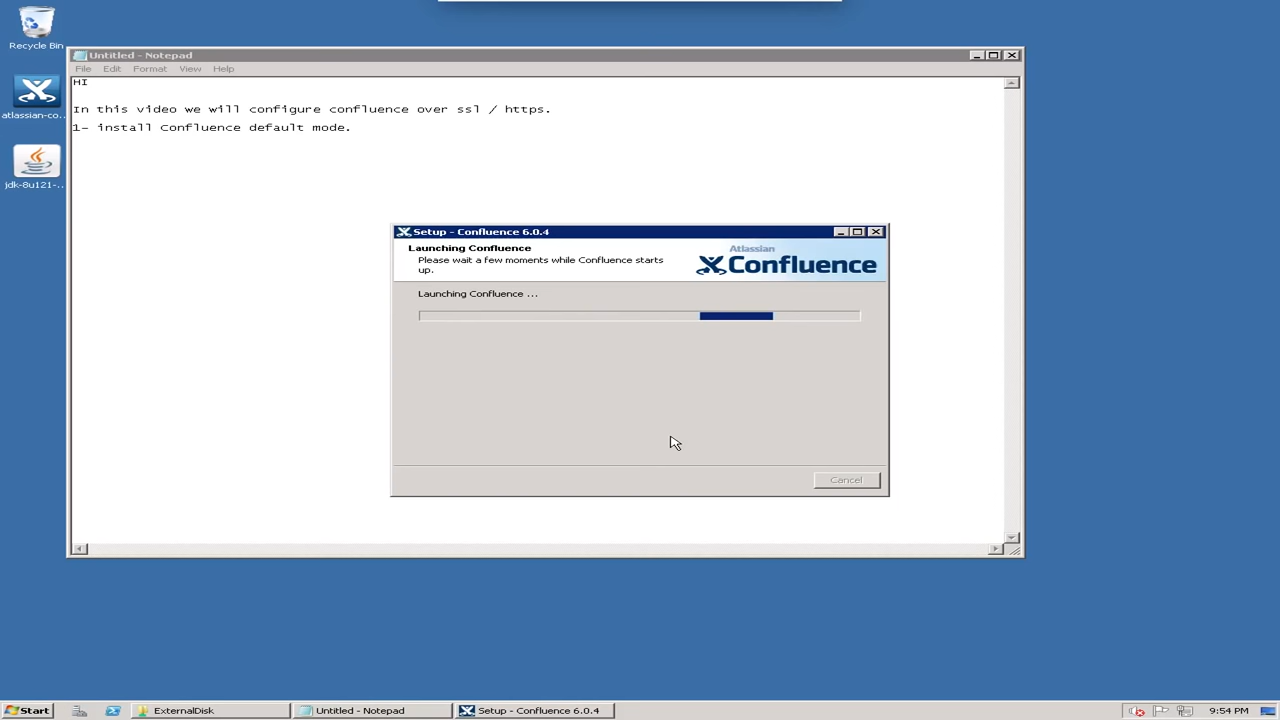 Recycle Bin
atlassian-co...
jdk-8u121-...
Untitled - Notepad
File Edit Format View Help
HI
In this video we will configure confluence over ssl / https.
1- install Confluence default mode.
Setup - Confluence 6.0.4
Launching Confluence
Please wait a few moments while Confluence starts
up.
Atlassian
Confluence
Launching Confluence ...
Cancel
Start
ExternalDisk
Untitled - Notepad
Setup - Confluence 6.0.4
9:54 PM